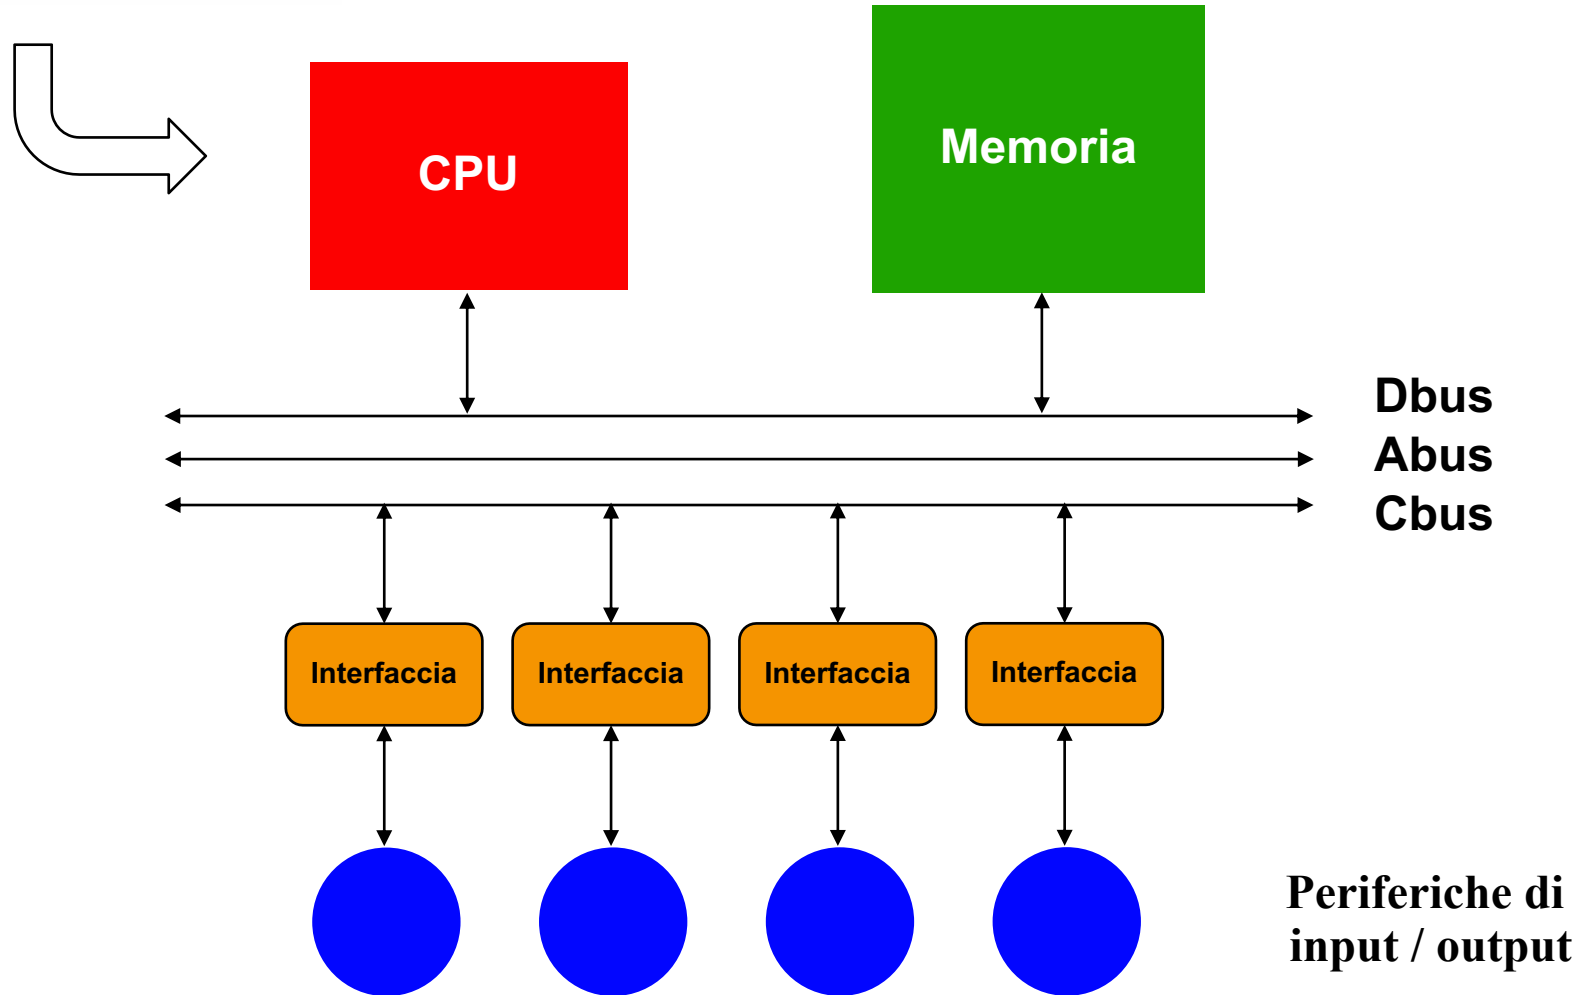 CPU
Memoria
Dbus
Abus
Cbus
Interfaccia
Interfaccia
Interfaccia
Interfaccia
Periferiche di
input / output